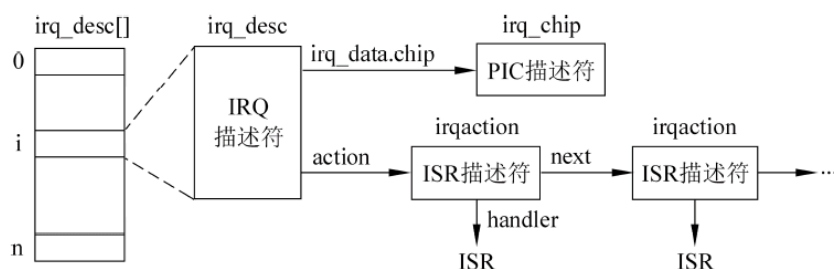 irq_desc[]
irq_desc
irq_chip
0
irq_data.chip
PIC描述符
IRQ
描述符
i
irqaction
irqaction
action
ISR描述符
next
ISR描述符
...
handler
n
ISR
ISR